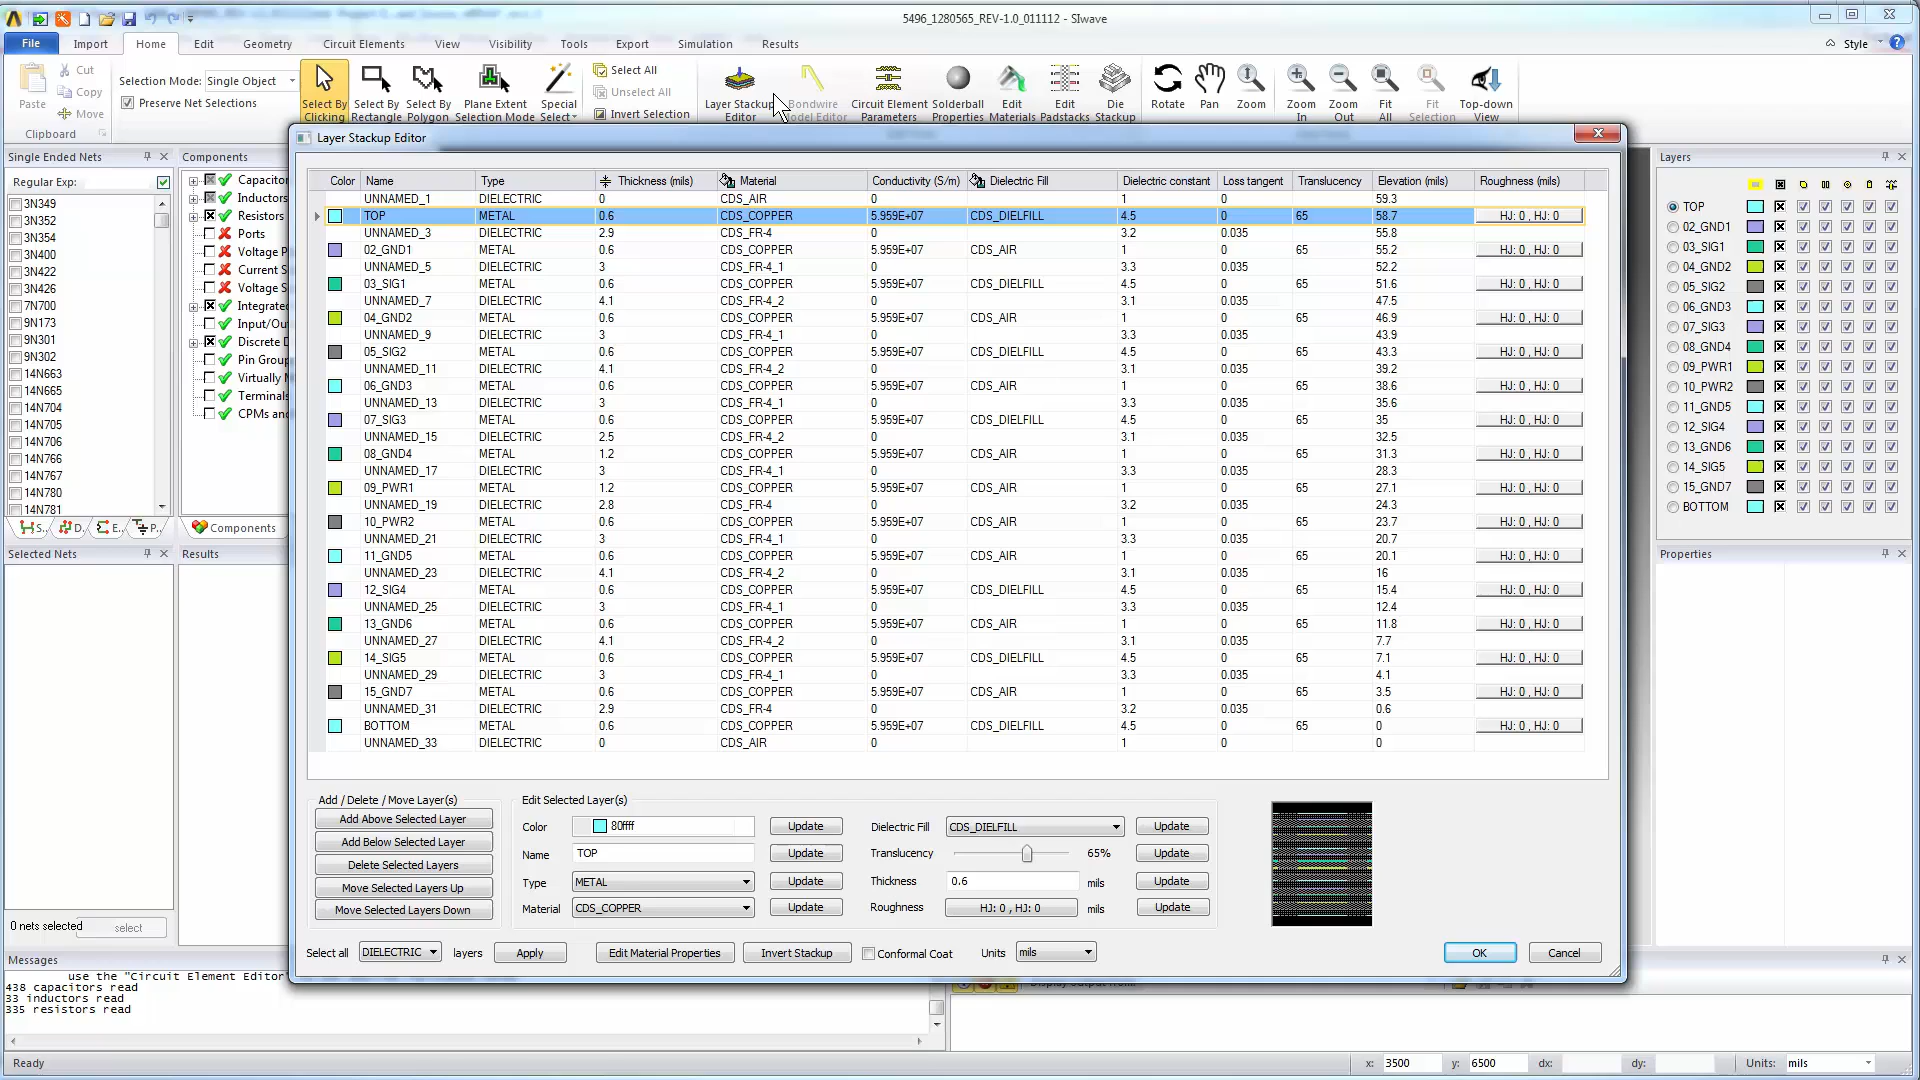 5496_1280565_REV-1.0_011112 - SIwave
File Import Home Edit Geometry Circuit Elements View Visibility Tools Export Simulation Results Style
Paste
Cut
Copy
Move
Clipboard
Selection Mode: Single Object
Preserve Net Selections
Select By Clicking
Select By Rectangle
Select By Polygon
Plane Extent Selection Mode
Special Select
Select All
Unselect All
Invert Selection
Layer Stackup Editor
Bondwire Model Editor
Circuit Element Parameters
Solderball Properties
Edit Materials
Edit Padstacks
Die Stackup
Rotate
Pan
Zoom
Zoom In
Zoom Out
Fit All
Fit Selection
Top-down View
Single Ended Nets
Regular Exp:
3N349
3N352
3N354
3N400
3N422
3N426
7N700
9N173
9N301
9N302
14N663
14N665
14N704
14N705
14N706
14N766
14N767
14N780
14N781
S.. D. E.. P..
Components
Capacitor
Inductors
Resistors
Ports
Voltage P
Current S
Voltage S
Integrated
Input/Ou
Discrete D
Pin Group
Virtually
Terminals
CPMs and
Components
Selected Nets
0 nets selected select
Results
Layer Stackup Editor
Color Name Type Thickness (mils) Material Conductivity (S/m) Dielectric Fill Dielectric constant Loss tangent Translucency Elevation (mils) Roughness (mils)
UNNAMED_1 DIELECTRIC 0 CDS_AIR 0 1 0 59.3
TOP METAL 0.6 CDS_COPPER 5.959E+07 CDS_DIELFILL 4.5 0 65 58.7 HJ: 0 , HJ: 0
UNNAMED_3 DIELECTRIC 2.9 CDS_FR-4 0 3.2 0.035 55.8
02_GND1 METAL 0.6 CDS_COPPER 5.959E+07 CDS_AIR 1 0 65 55.2 HJ: 0 , HJ: 0
UNNAMED_5 DIELECTRIC 3 CDS_FR-4_1 0 3.3 0.035 52.2
03_SIG1 METAL 0.6 CDS_COPPER 5.959E+07 CDS_DIELFILL 4.5 0 65 51.6 HJ: 0 , HJ: 0
UNNAMED_7 DIELECTRIC 4.1 CDS_FR-4_2 0 3.1 0.035 47.5
04_GND2 METAL 0.6 CDS_COPPER 5.959E+07 CDS_AIR 1 0 65 46.9 HJ: 0 , HJ: 0
UNNAMED_9 DIELECTRIC 3 CDS_FR-4_1 0 3.3 0.035 43.9
05_SIG2 METAL 0.6 CDS_COPPER 5.959E+07 CDS_DIELFILL 4.5 0 65 43.3 HJ: 0 , HJ: 0
UNNAMED_11 DIELECTRIC 4.1 CDS_FR-4_2 0 3.1 0.035 39.2
06_GND3 METAL 0.6 CDS_COPPER 5.959E+07 CDS_AIR 1 0 65 38.6 HJ: 0 , HJ: 0
UNNAMED_13 DIELECTRIC 3 CDS_FR-4_1 0 3.3 0.035 35.6
07_SIG3 METAL 0.6 CDS_COPPER 5.959E+07 CDS_DIELFILL 4.5 0 65 35 HJ: 0 , HJ: 0
UNNAMED_15 DIELECTRIC 2.5 CDS_FR-4_2 0 3.1 0.035 32.5
08_GND4 METAL 1.2 CDS_COPPER 5.959E+07 CDS_AIR 1 0 65 31.3 HJ: 0 , HJ: 0
UNNAMED_17 DIELECTRIC 3 CDS_FR-4_1 0 3.3 0.035 28.3
09_PWR1 METAL 1.2 CDS_COPPER 5.959E+07 CDS_AIR 1 0 65 27.1 HJ: 0 , HJ: 0
UNNAMED_19 DIELECTRIC 2.8 CDS_FR-4 0 3.2 0.035 24.3
10_PWR2 METAL 0.6 CDS_COPPER 5.959E+07 CDS_AIR 1 0 65 23.7 HJ: 0 , HJ: 0
UNNAMED_21 DIELECTRIC 3 CDS_FR-4_1 0 3.3 0.035 20.7
11_GND5 METAL 0.6 CDS_COPPER 5.959E+07 CDS_AIR 1 0 65 20.1 HJ: 0 , HJ: 0
UNNAMED_23 DIELECTRIC 4.1 CDS_FR-4_2 0 3.1 0.035 16
12_SIG4 METAL 0.6 CDS_COPPER 5.959E+07 CDS_DIELFILL 4.5 0 65 15.4 HJ: 0 , HJ: 0
UNNAMED_25 DIELECTRIC 3 CDS_FR-4_1 0 3.3 0.035 12.4
13_GND6 METAL 0.6 CDS_COPPER 5.959E+07 CDS_AIR 1 0 65 11.8 HJ: 0 , HJ: 0
UNNAMED_27 DIELECTRIC 4.1 CDS_FR-4_2 0 3.1 0.035 7.7
14_SIG5 METAL 0.6 CDS_COPPER 5.959E+07 CDS_DIELFILL 4.5 0 65 7.1 HJ: 0 , HJ: 0
UNNAMED_29 DIELECTRIC 3 CDS_FR-4_1 0 3.3 0.035 4.1
15_GND7 METAL 0.6 CDS_COPPER 5.959E+07 CDS_AIR 1 0 65 3.5 HJ: 0 , HJ: 0
UNNAMED_31 DIELECTRIC 2.9 CDS_FR-4 0 3.2 0.035 0.6
BOTTOM METAL 0.6 CDS_COPPER 5.959E+07 CDS_DIELFILL 4.5 0 65 0 HJ: 0 , HJ: 0
UNNAMED_33 DIELECTRIC 0 CDS_AIR 0 1 0 0
Add / Delete / Move Layer(s)
Add Above Selected Layer
Add Below Selected Layer
Delete Selected Layers
Move Selected Layers Up
Move Selected Layers Down
Edit Selected Layer(s)
Color 80ffff Update
Name TOP Update
Type METAL Update
Material CDS_COPPER Update
Dielectric Fill CDS_DIELFILL Update
Translucency 65% Update
Thickness 0.6 mils Update
Roughness HJ: 0 , HJ: 0 mils Update
Select all DIELECTRIC layers Apply Edit Material Properties Invert Stackup Conformal Coat Units mils OK Cancel
Layers
TOP
02_GND1
03_SIG1
04_GND2
05_SIG2
06_GND3
07_SIG3
08_GND4
09_PWR1
10_PWR2
11_GND5
12_SIG4
13_GND6
14_SIG5
15_GND7
BOTTOM
Properties
Messages
use the "Circuit Element Editor"
438 capacitors read
33 inductors read
335 resistors read
Ready x: 3500 y: 6500 dx: dy: Units: mils